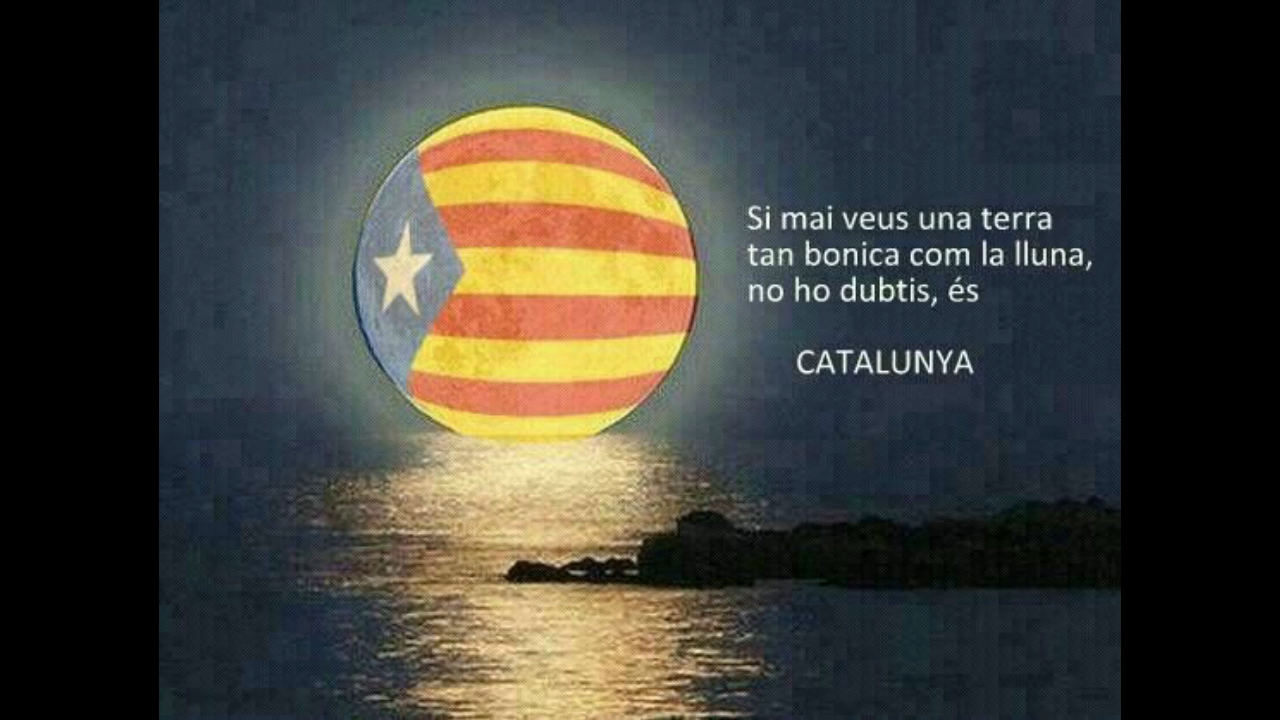 Si mai veus una terra
tan bonica com la lluna,
no ho dubtis, és
CATALUNYA